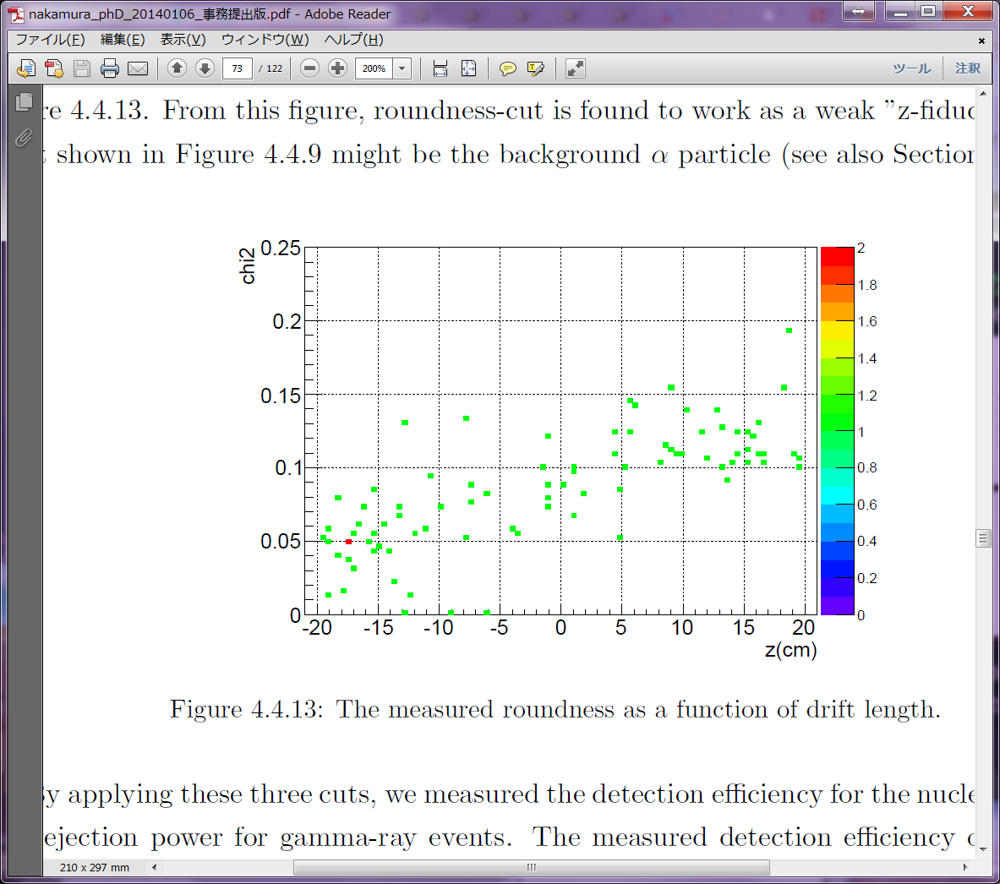 nakamura_phD_20140106_事務提出版.pdf - Adobe Reader
ファイル(F) 編集(E) 表示(V) ウィンドウ(W) ヘルプ(H)
73 / 122 200% ツール 注釈
re 4.4.13. From this figure, roundness-cut is found to work as a weak ”z-fiduc
t shown in Figure 4.4.9 might be the background α particle (see also Section
chi2
0.25
0.2
0.15
0.1
0.05
0
-20 -15 -10 -5 0 5 10 15 20
z(cm)
2
1.8
1.6
1.4
1.2
1
0.8
0.6
0.4
0.2
0
Figure 4.4.13: The measured roundness as a function of drift length.
By applying these three cuts, we measured the detection efficiency for the nucle
ejection power for gamma-ray events. The measured detection efficiency
210 x 297 mm